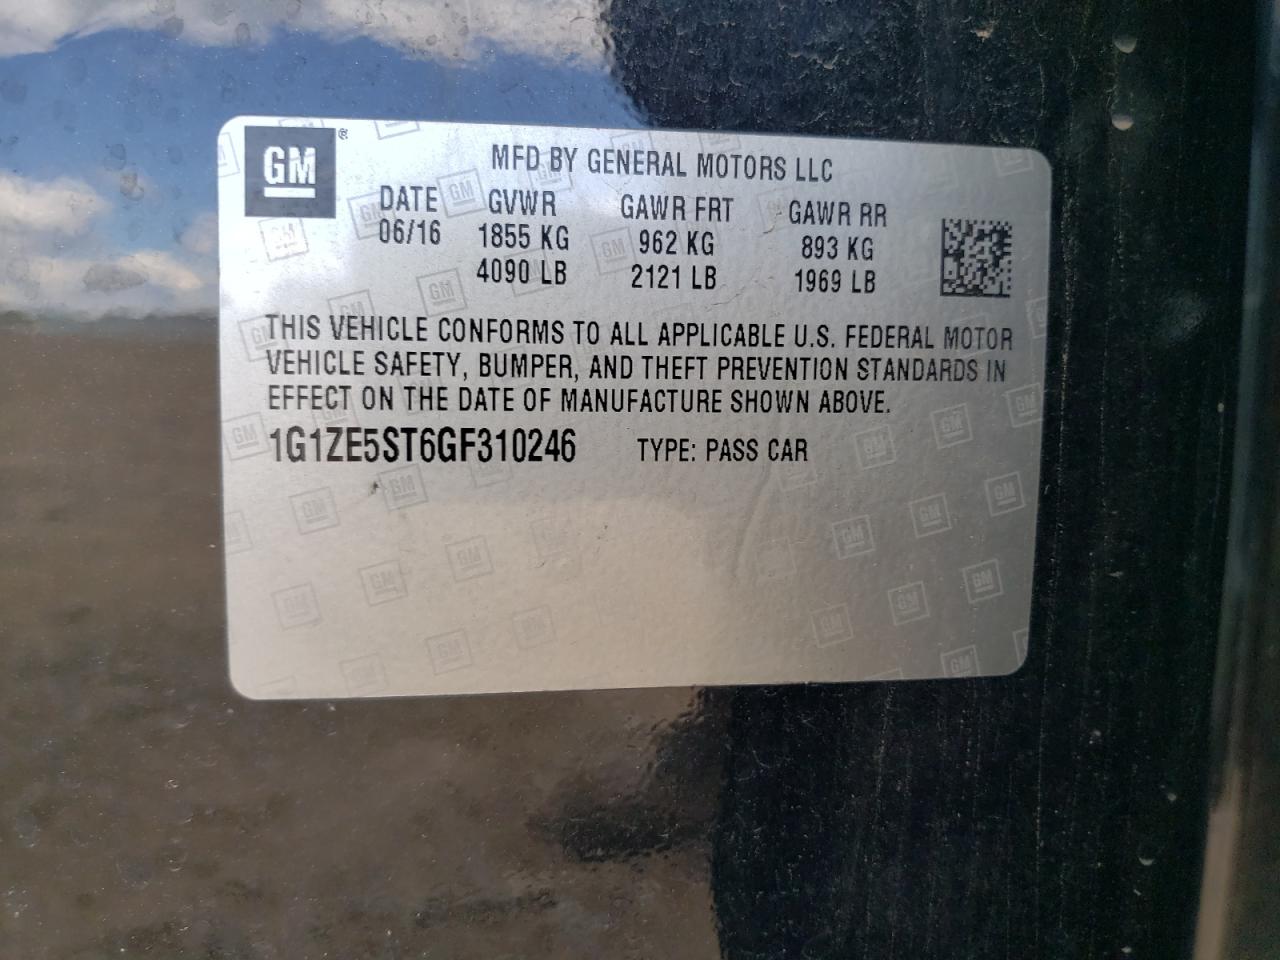 GM®
MFD BY GENERAL MOTORS LLC
DATE GVWR GAWR FRT GAWR RR
06/16 1855 KG 962 KG 893 KG
4090 LB 2121 LB 1969 LB
THIS VEHICLE CONFORMS TO ALL APPLICABLE U.S. FEDERAL MOTOR
VEHICLE SAFETY, BUMPER, AND THEFT PREVENTION STANDARDS IN
EFFECT ON THE DATE OF MANUFACTURE SHOWN ABOVE.
1G1ZE5ST6GF310246 TYPE: PASS CAR